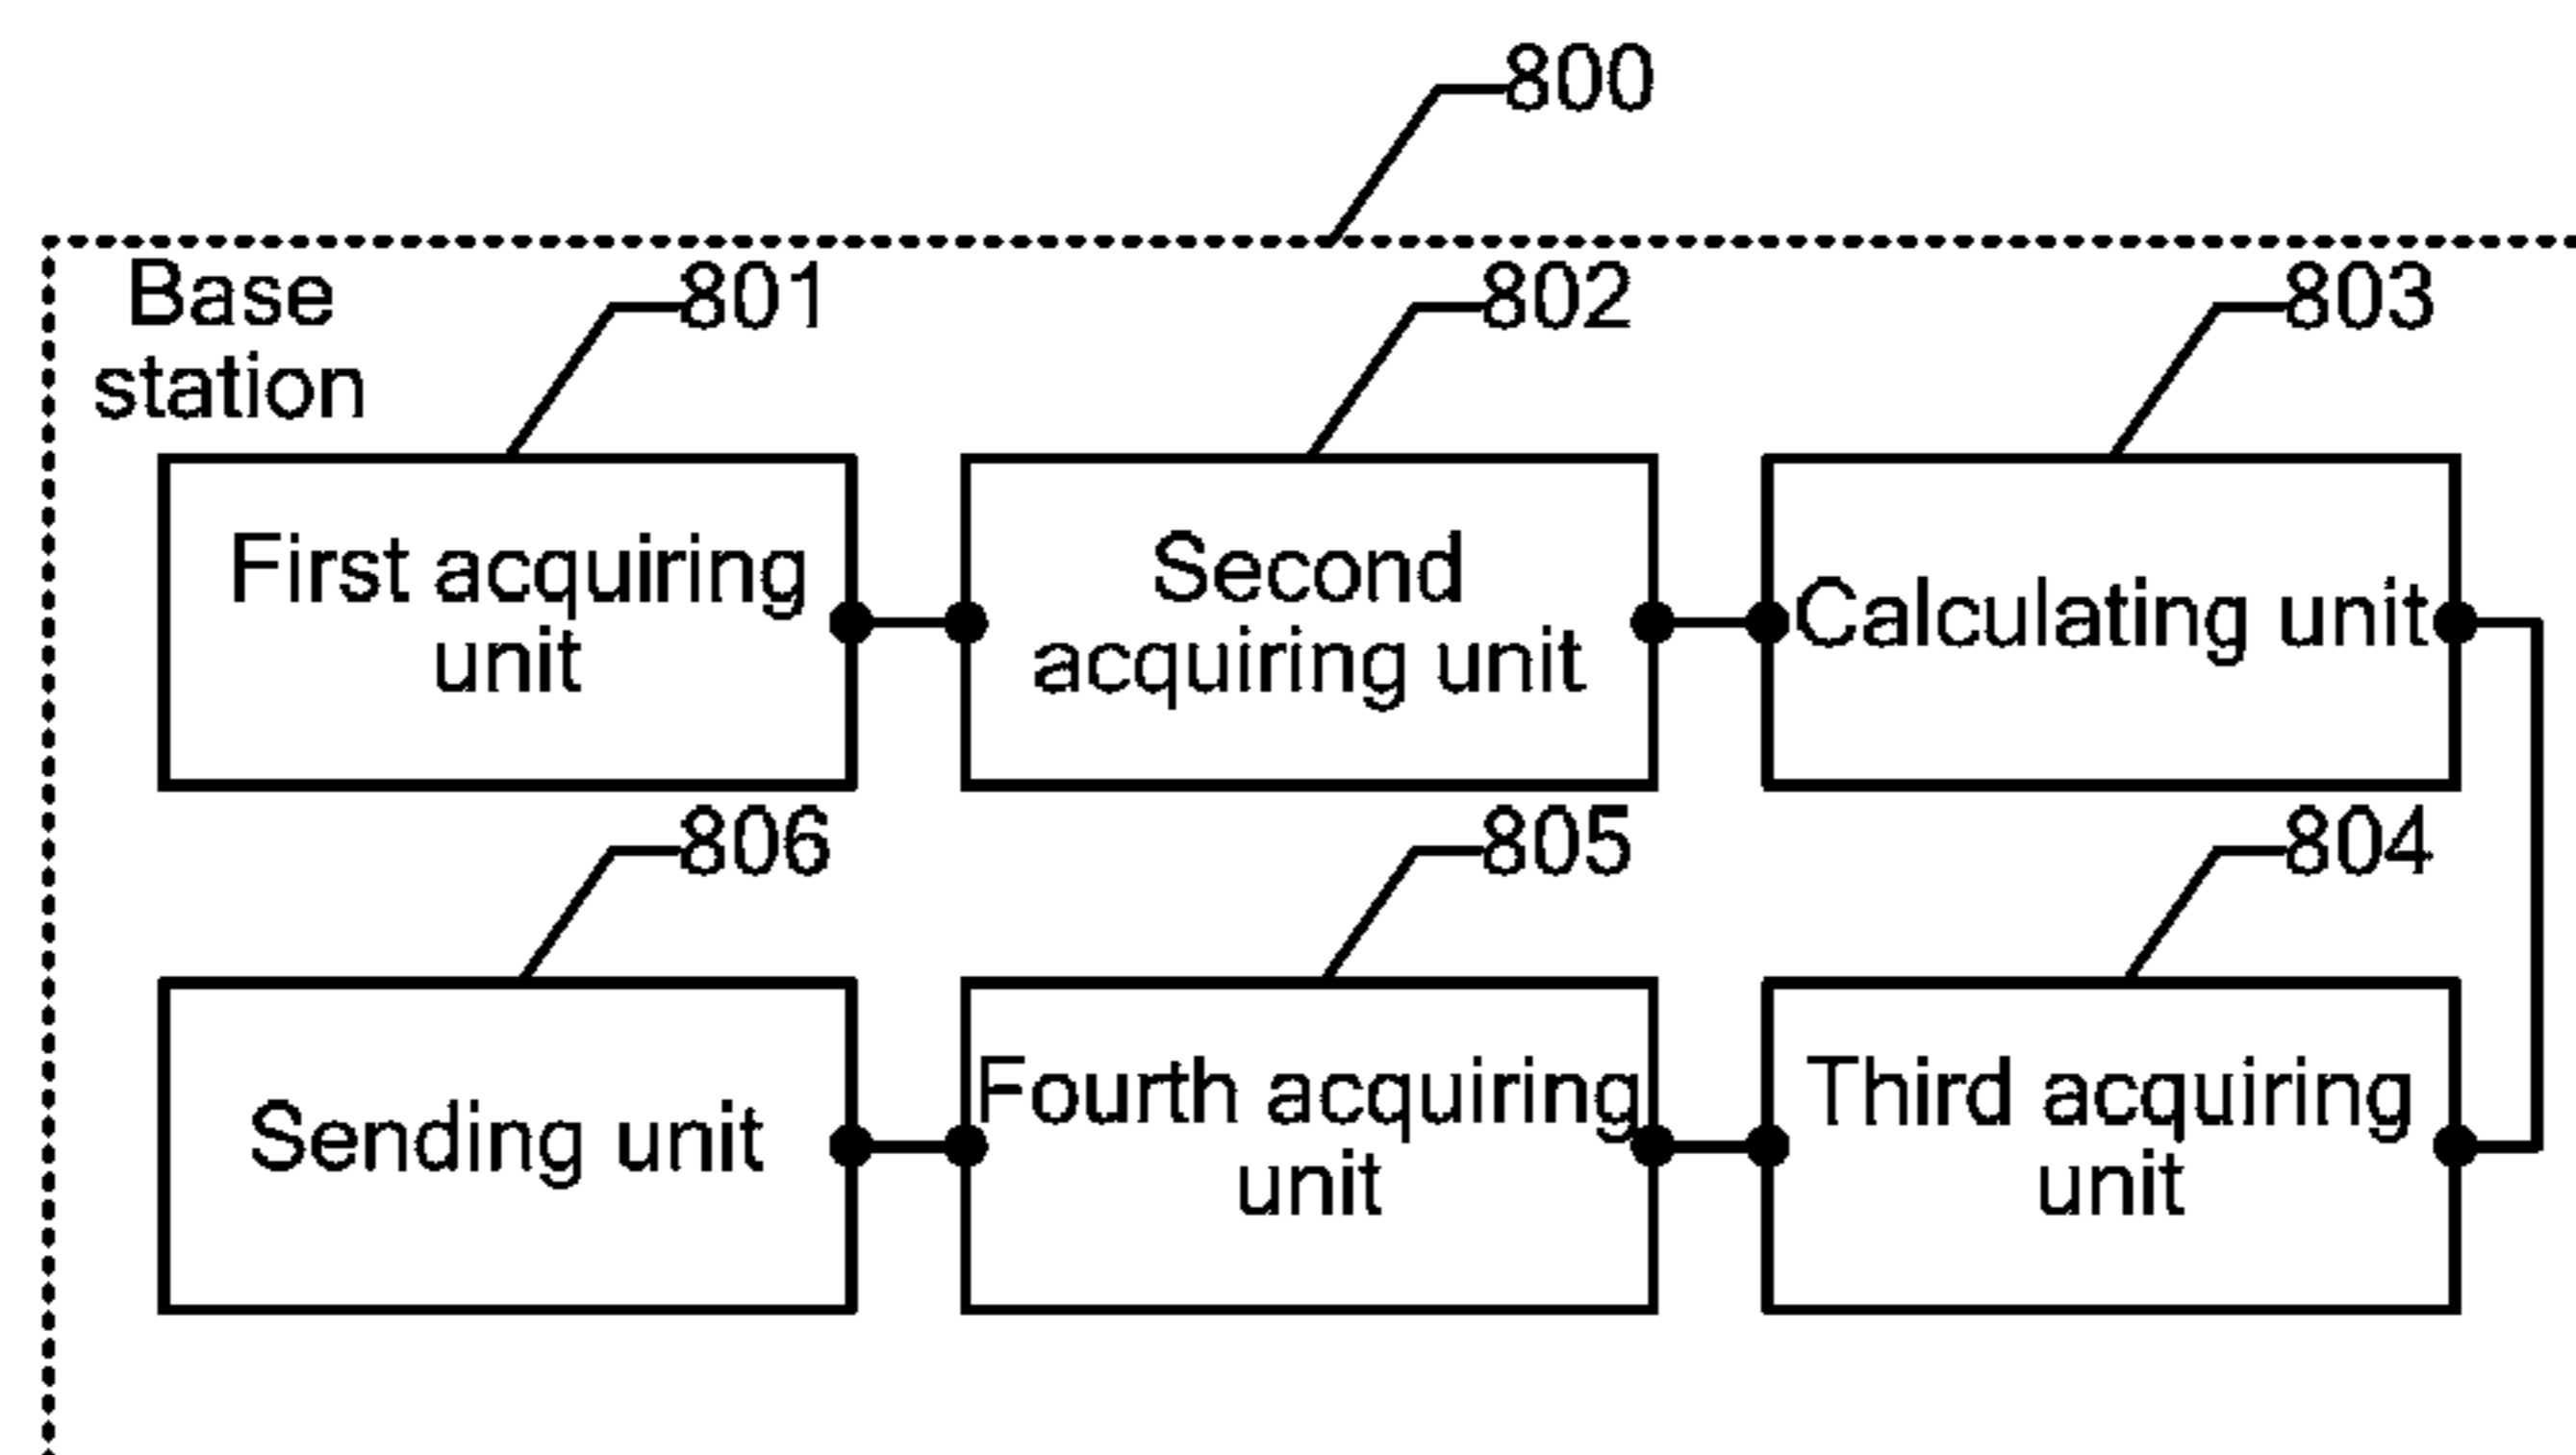 800
Base
station
801
802
803
First acquiring
unit
Second
acquiring unit
Calculating unit
806
805
804
Sending unit
Fourth acquiring
unit
Third acquiring
unit